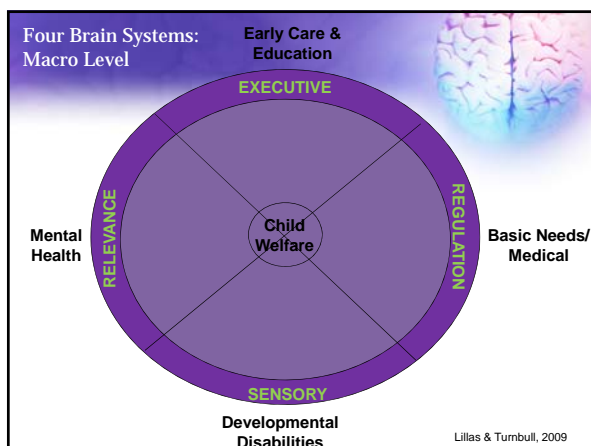 Four Brain Systems:
Macro Level
Early Care &
Education
EXECUTIVE
RELEVANCE
Mental
Health
Child
Welfare
REGULATION
Basic Needs/
Medical
SENSORY
Developmental
Disabilities
Lillas & Turnbull, 2009